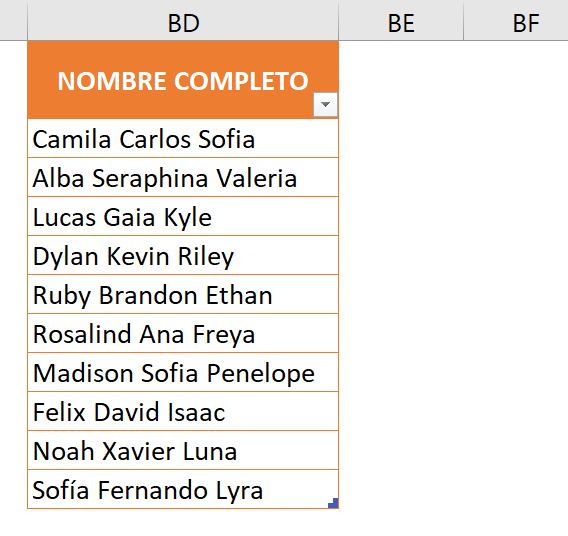 BD BE BF
NOMBRE COMPLETO
Camila Carlos Sofia
Alba Seraphina Valeria
Lucas Gaia Kyle
Dylan Kevin Riley
Ruby Brandon Ethan
Rosalind Ana Freya
Madison Sofia Penelope
Felix David Isaac
Noah Xavier Luna
Sofía Fernando Lyra